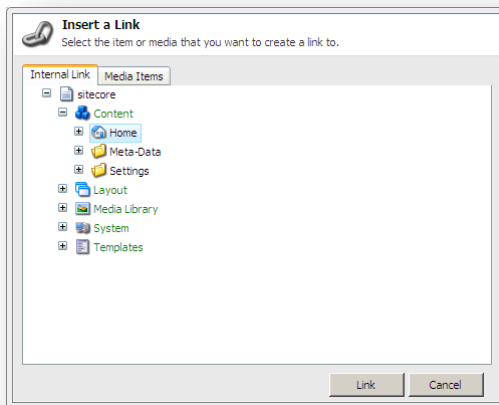 Insert a Link
Select the item or media that you want to create a link to.
Internal Link Media Items
sitecore
Content
Home
Meta-Data
Settings
Layout
Media Library
System
Templates
Link Cancel